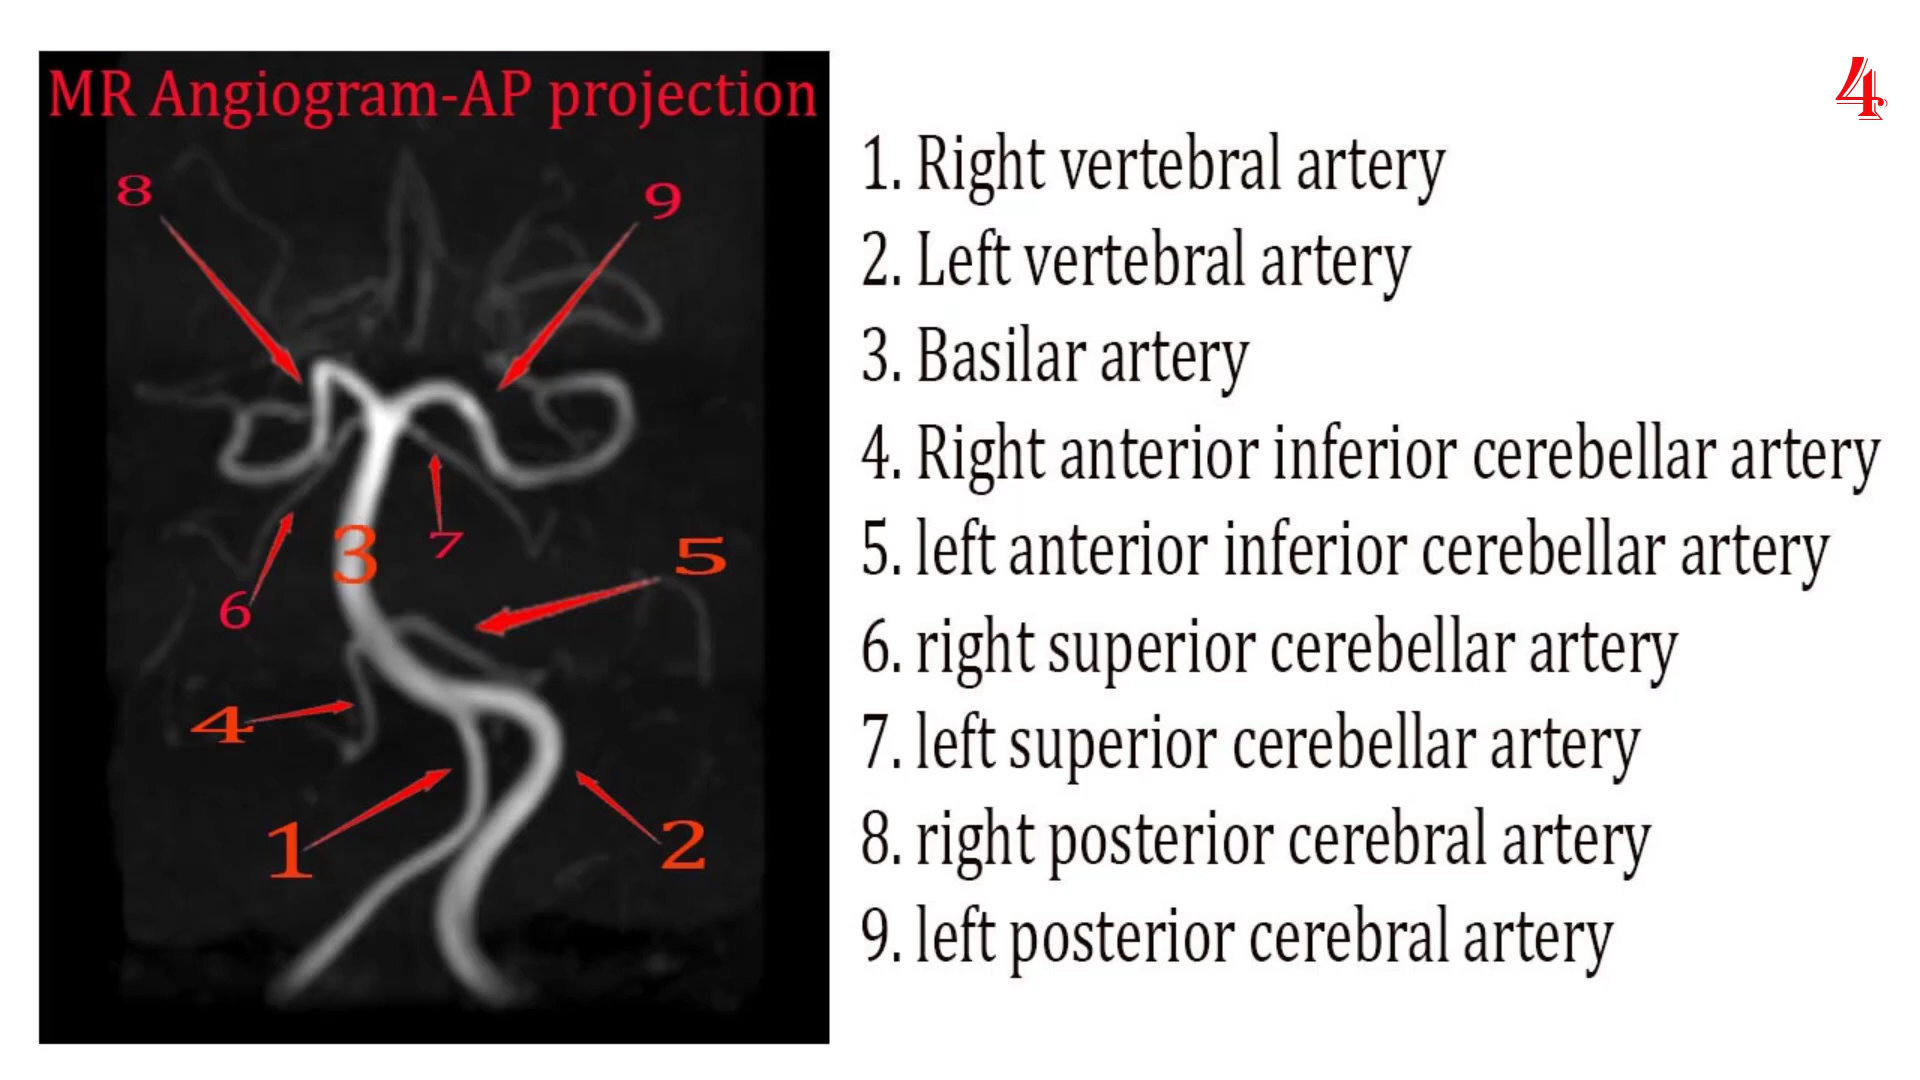 MR Angiogram-AP projection
8
9
6
3
7
5
4
1
2
4
1. Right vertebral artery
2. Left vertebral artery
3. Basilar artery
4. Right anterior inferior cerebellar artery
5. left anterior inferior cerebellar artery
6. right superior cerebellar artery
7. left superior cerebellar artery
8. right posterior cerebral artery
9. left posterior cerebral artery